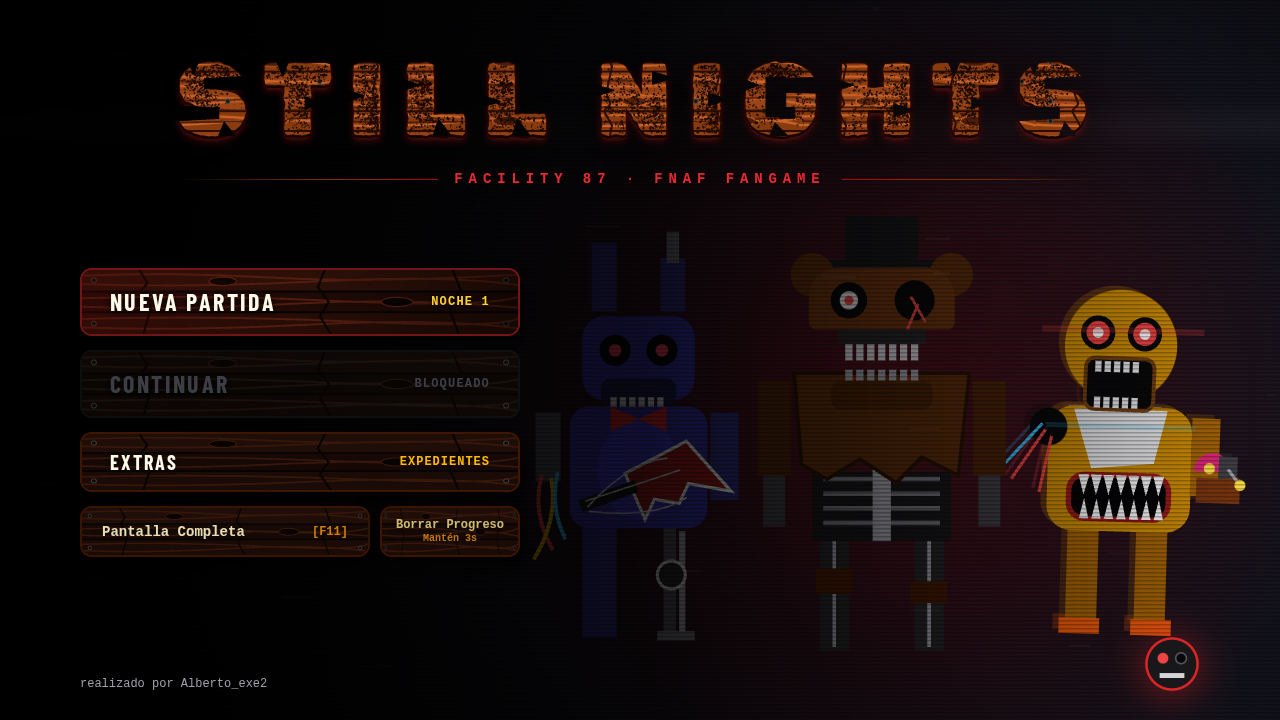 STILL NIGHTS
FACILITY 87 · FNAF FANGAME
NUEVA PARTIDA NOCHE 1
CONTINUAR BLOQUEADO
EXTRAS EXPEDIENTES
Pantalla Completa [F11]
Borrar Progreso
Mantén 3s
realizado por Alberto_exe2